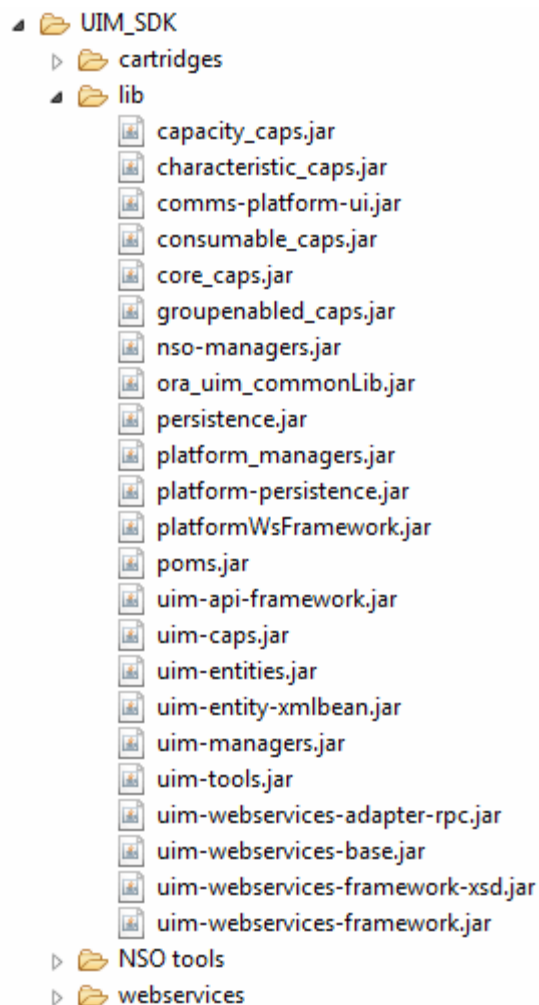 UIM_SDK
cartridges
lib
capacity_caps.jar
characteristic_caps.jar
comms-platform-ui.jar
consumable_caps.jar
core_caps.jar
groupenabled_caps.jar
nso-managers.jar
ora_uim_commonLib.jar
persistence.jar
platform_managers.jar
platform-persistence.jar
platformWsFramework.jar
poms.jar
uim-api-framework.jar
uim-caps.jar
uim-entities.jar
uim-entity-xmlbean.jar
uim-managers.jar
uim-tools.jar
uim-webservices-adapter-rpc.jar
uim-webservices-base.jar
uim-webservices-framework-xsd.jar
uim-webservices-framework.jar
NSO tools
webservices